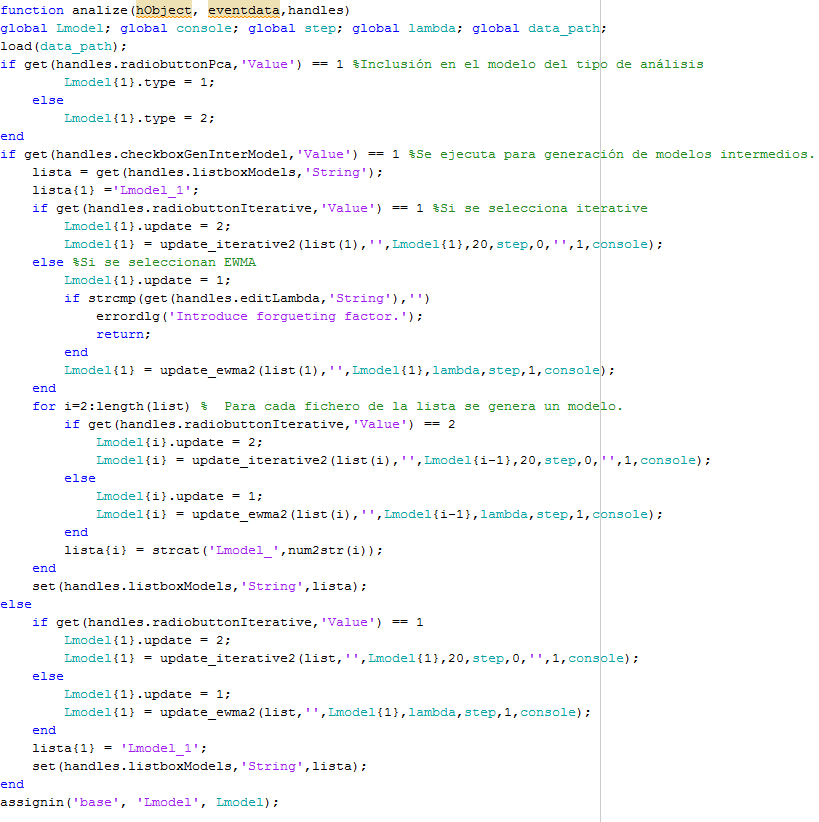 function analize(hObject, eventdata,handles)
global Lmodel; global console; global step; global lambda; global data_path;
load(data_path);
if get(handles.radiobuttonPca,'Value') == 1 %Inclusión en el modelo del tipo de análisis
        Lmodel{1}.type = 1;
    else
        Lmodel{1}.type = 2;
end
if get(handles.checkboxGenInterModel,'Value') == 1 %Se ejecuta para generación de modelos intermedios.
    lista = get(handles.listboxModels,'String');
    lista{1} ='Lmodel_1';
    if get(handles.radiobuttonIterative,'Value') == 1 %Si se selecciona iterative
        Lmodel{1}.update = 2;
        Lmodel{1} = update_iterative2(list(1),'',Lmodel{1},20,step,0,'',1,console);
    else %Si se seleccionan EWMA
        Lmodel{1}.update = 1;
        if strcmp(get(handles.editLambda,'String'),'')
            errordlg('Introduce forgueting factor.');
            return;
        end
        Lmodel{1} = update_ewma2(list(1),'',Lmodel{1},lambda,step,1,console);
    end
    for i=2:length(list) %  Para cada fichero de la lista se genera un modelo.
        if get(handles.radiobuttonIterative,'Value') == 2
            Lmodel{i}.update = 2;
            Lmodel{i} = update_iterative2(list(i),'',Lmodel{i-1},20,step,0,'',1,console);
        else
            Lmodel{i}.update = 1;
            Lmodel{i} = update_ewma2(list(i),'',Lmodel{i-1},lambda,step,1,console);
        end
        lista{i} = strcat('Lmodel_',num2str(i));
    end
    set(handles.listboxModels,'String',lista);
else
    if get(handles.radiobuttonIterative,'Value') == 1
        Lmodel{1}.update = 2;
        Lmodel{1} = update_iterative2(list,'',Lmodel{1},20,step,0,'',1,console);
    else
        Lmodel{1}.update = 1;
        Lmodel{1} = update_ewma2(list,'',Lmodel{1},lambda,step,1,console);
    end
    lista{1} = 'Lmodel_1';
    set(handles.listboxModels,'String',lista);
end
assignin('base', 'Lmodel', Lmodel);